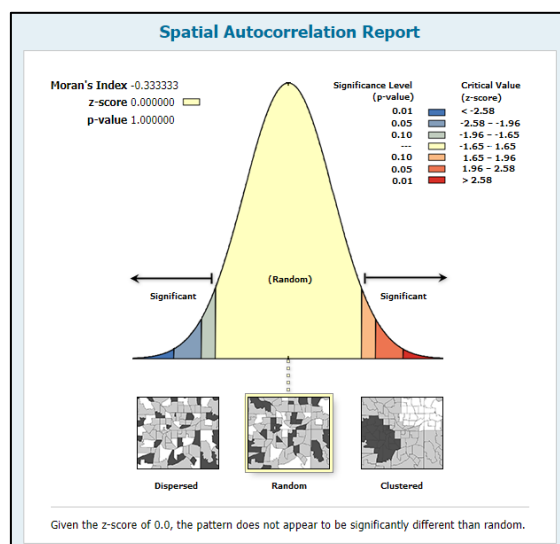 Spatial Autocorrelation Report
Moran's Index -0.333333
z-score 0.000000
p-value 1.000000
Significance Level (p-value)
Critical Value (z-score)
0.01 < -2.58
0.05 -2.58 – -1.96
0.10 -1.96 – -1.65
--- -1.65 – 1.65
0.10 1.65 – 1.96
0.05 1.96 – 2.58
0.01 > 2.58
(Random)
Significant Significant
Dispersed Random Clustered
Given the z-score of 0.0, the pattern does not appear to be significantly different than random.